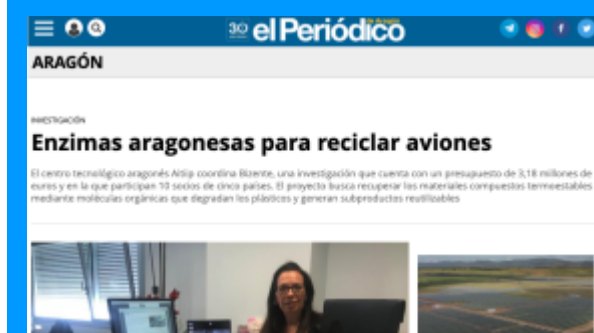 30 el Periódico de Aragón
ARAGÓN
INVESTIGACIÓN
Enzimas aragonesas para reciclar aviones
El centro tecnológico aragonés Aitiip coordina Bizente, una investigación que cuenta con un presupuesto de 3,18 millones de
euros y en la que participan 10 socios de cinco países. El proyecto busca recuperar los materiales compuestos termoestables
mediante moléculas orgánicas que degradan los plásticos y generan subproductos reutilizables